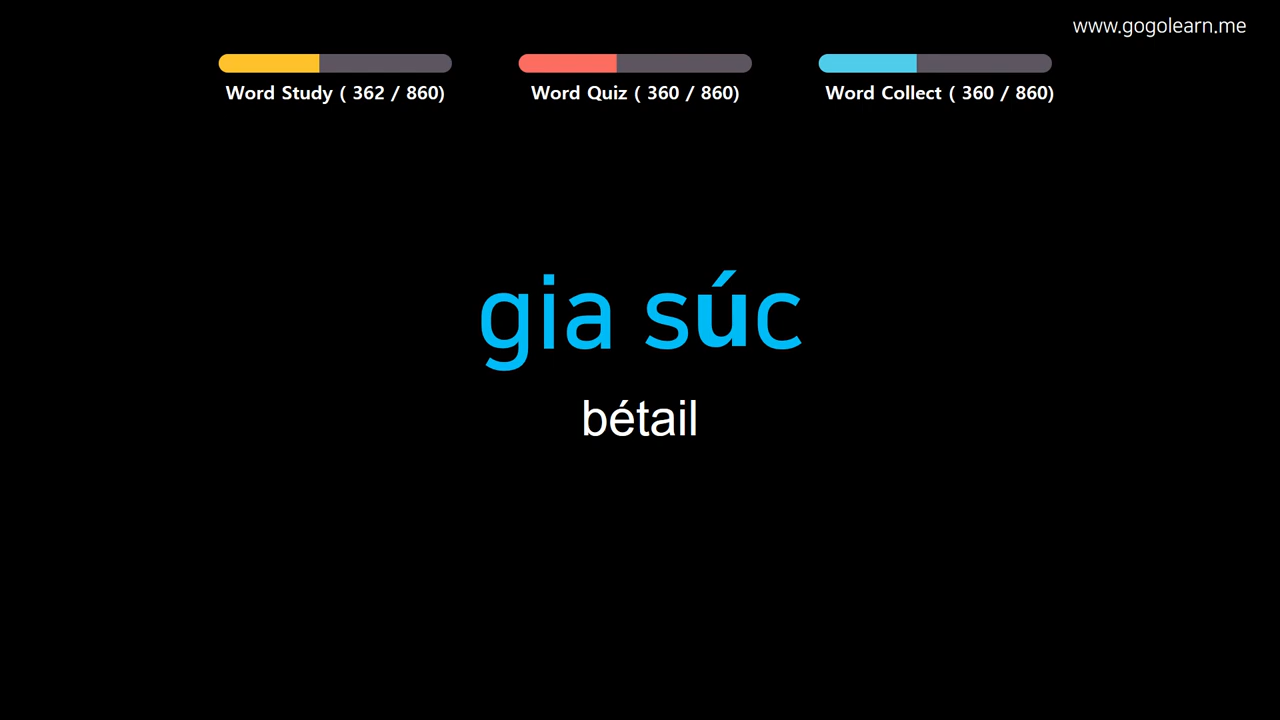 www.gogolearn.me
Word Study ( 362 / 860)
Word Quiz ( 360 / 860)
Word Collect ( 360 / 860)
gia súc
bétail